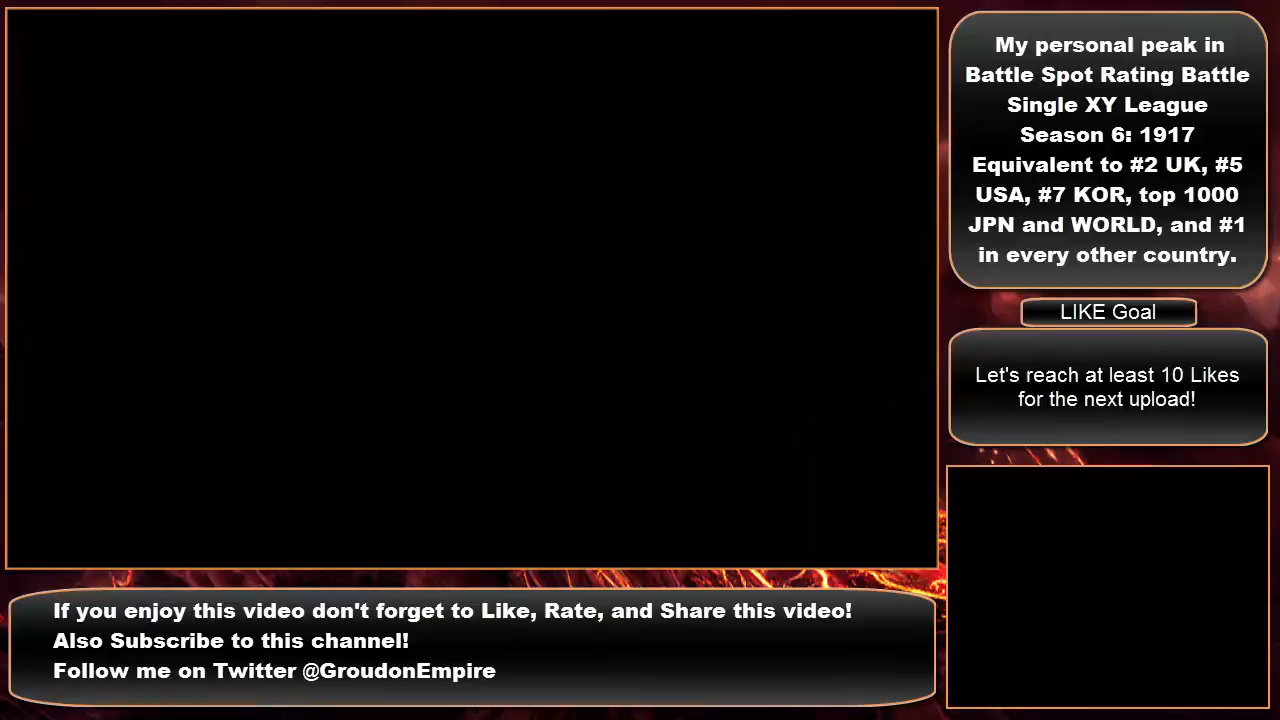 My personal peak in
Battle Spot Rating Battle
Single XY League
Season 6: 1917
Equivalent to #2 UK, #5
USA, #7 KOR, top 1000
JPN and WORLD, and #1
in every other country.
LIKE Goal
Let's reach at least 10 Likes
for the next upload!
If you enjoy this video don't forget to Like, Rate, and Share this video!
Also Subscribe to this channel!
Follow me on Twitter @GroudonEmpire